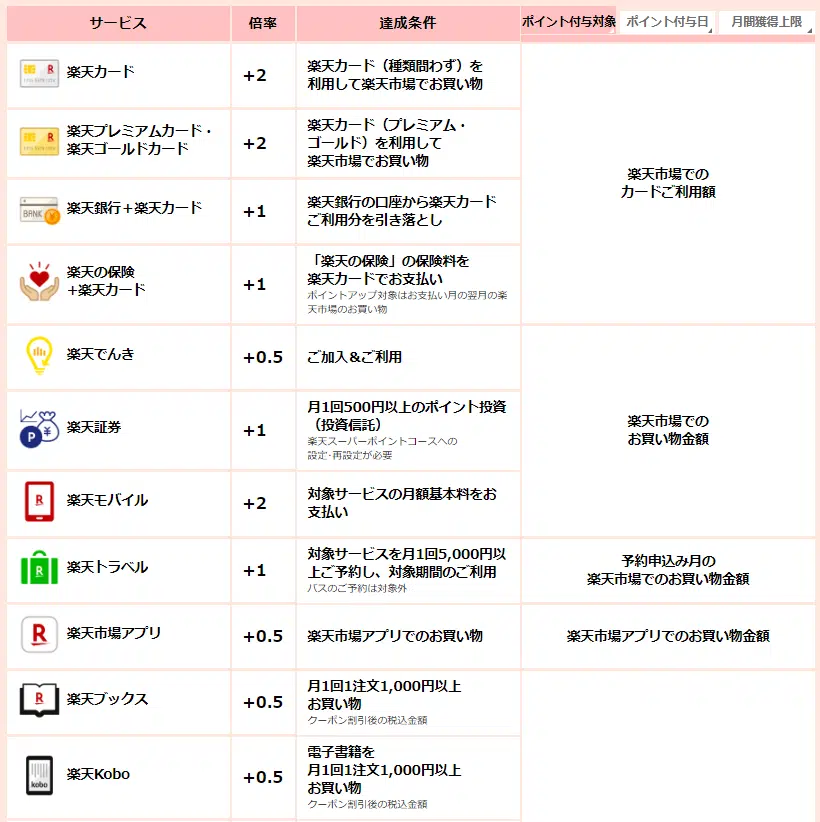 サービス
倍率
達成条件
ポイント付与対象
ポイント付与日
月間獲得上限
楽天カード
+2
楽天カード（種類問わず）を
利用して楽天市場でお買い物
楽天市場での
カードご利用額
楽天プレミアムカード・
楽天ゴールドカード
+2
楽天カード（プレミアム・
ゴールド）を利用して
楽天市場でお買い物
BANK
楽天銀行＋楽天カード
+1
楽天銀行の口座から楽天カード
ご利用分を引き落とし
楽天の保険
+楽天カード
+1
「楽天の保険」の保険料を
楽天カードでお支払い
ポイントアップ対象はお支払い月の翌月の楽
天市場のお買い物
楽天でんき
+0.5
ご加入&ご利用
楽天市場での
お買い物金額
P
楽天証券
+1
月1回500円以上のポイント投資
（投資信託）
楽天スーパーポイントコースへの
設定･再設定が必要
R
楽天モバイル
+2
対象サービスの月額基本料をお
支払い
R
楽天トラベル
+1
対象サービスを月1回5,000円以
上ご予約し、対象期間のご利用
バスのご予約は対象外
予約申込み月の
楽天市場でのお買い物金額
R
楽天市場アプリ
+0.5
楽天市場アプリでのお買い物
楽天市場アプリでのお買い物金額
R
楽天ブックス
+0.5
月1回1注文1,000円以上
お買い物
クーポン割引後の税込金額
kobo
楽天Kobo
+0.5
電子書籍を
月1回1注文1,000円以上
お買い物
クーポン割引後の税込金額